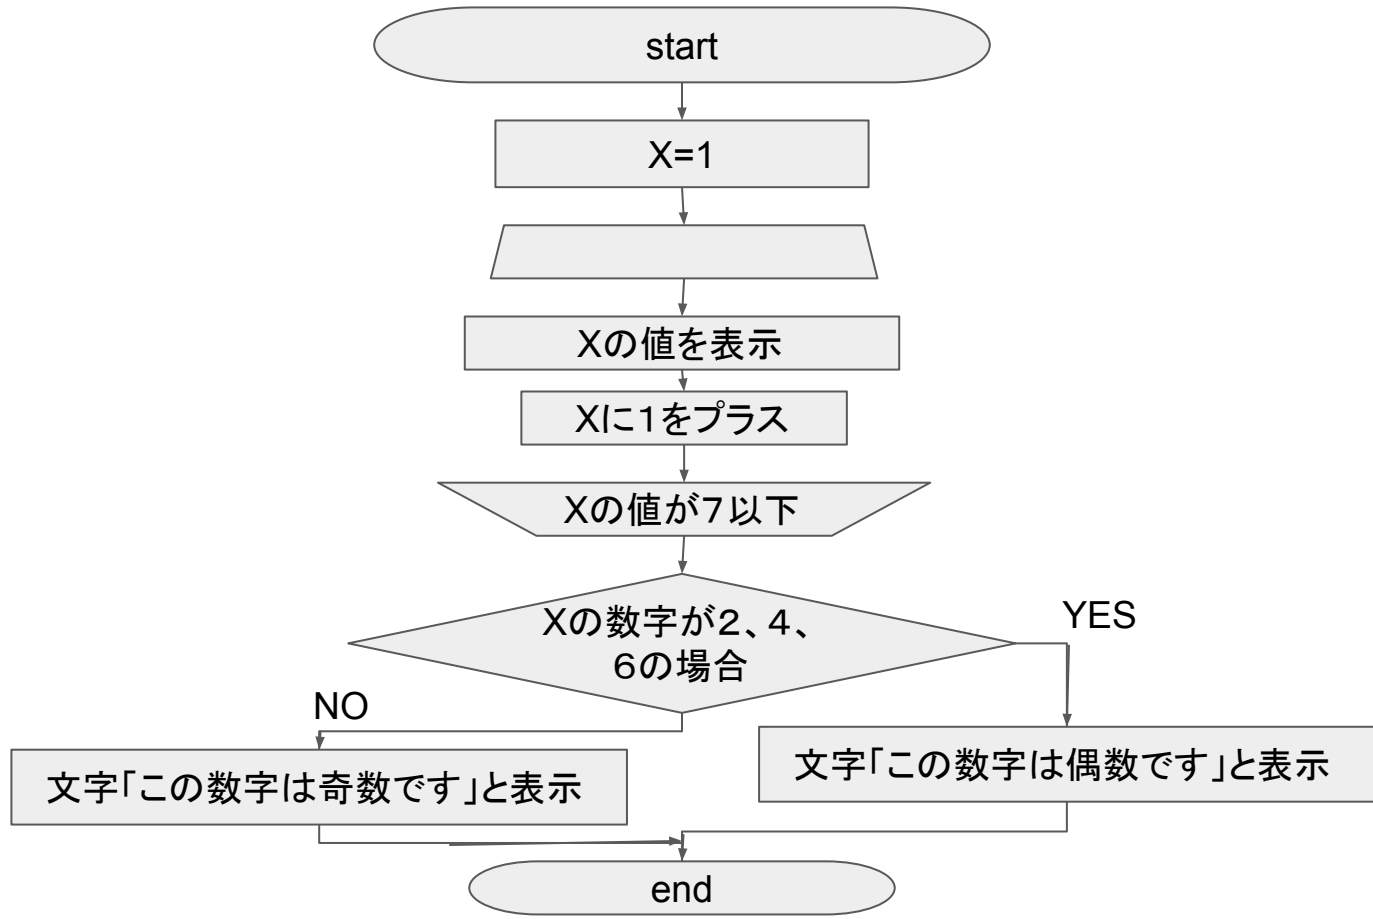 start
X=1
Xの値を表示
Xに１をプラス
Xの値が７以下
Xの数字が２、４、
６の場合
YES
NO
文字「この数字は奇数です」と表示
文字「この数字は偶数です」と表示
end